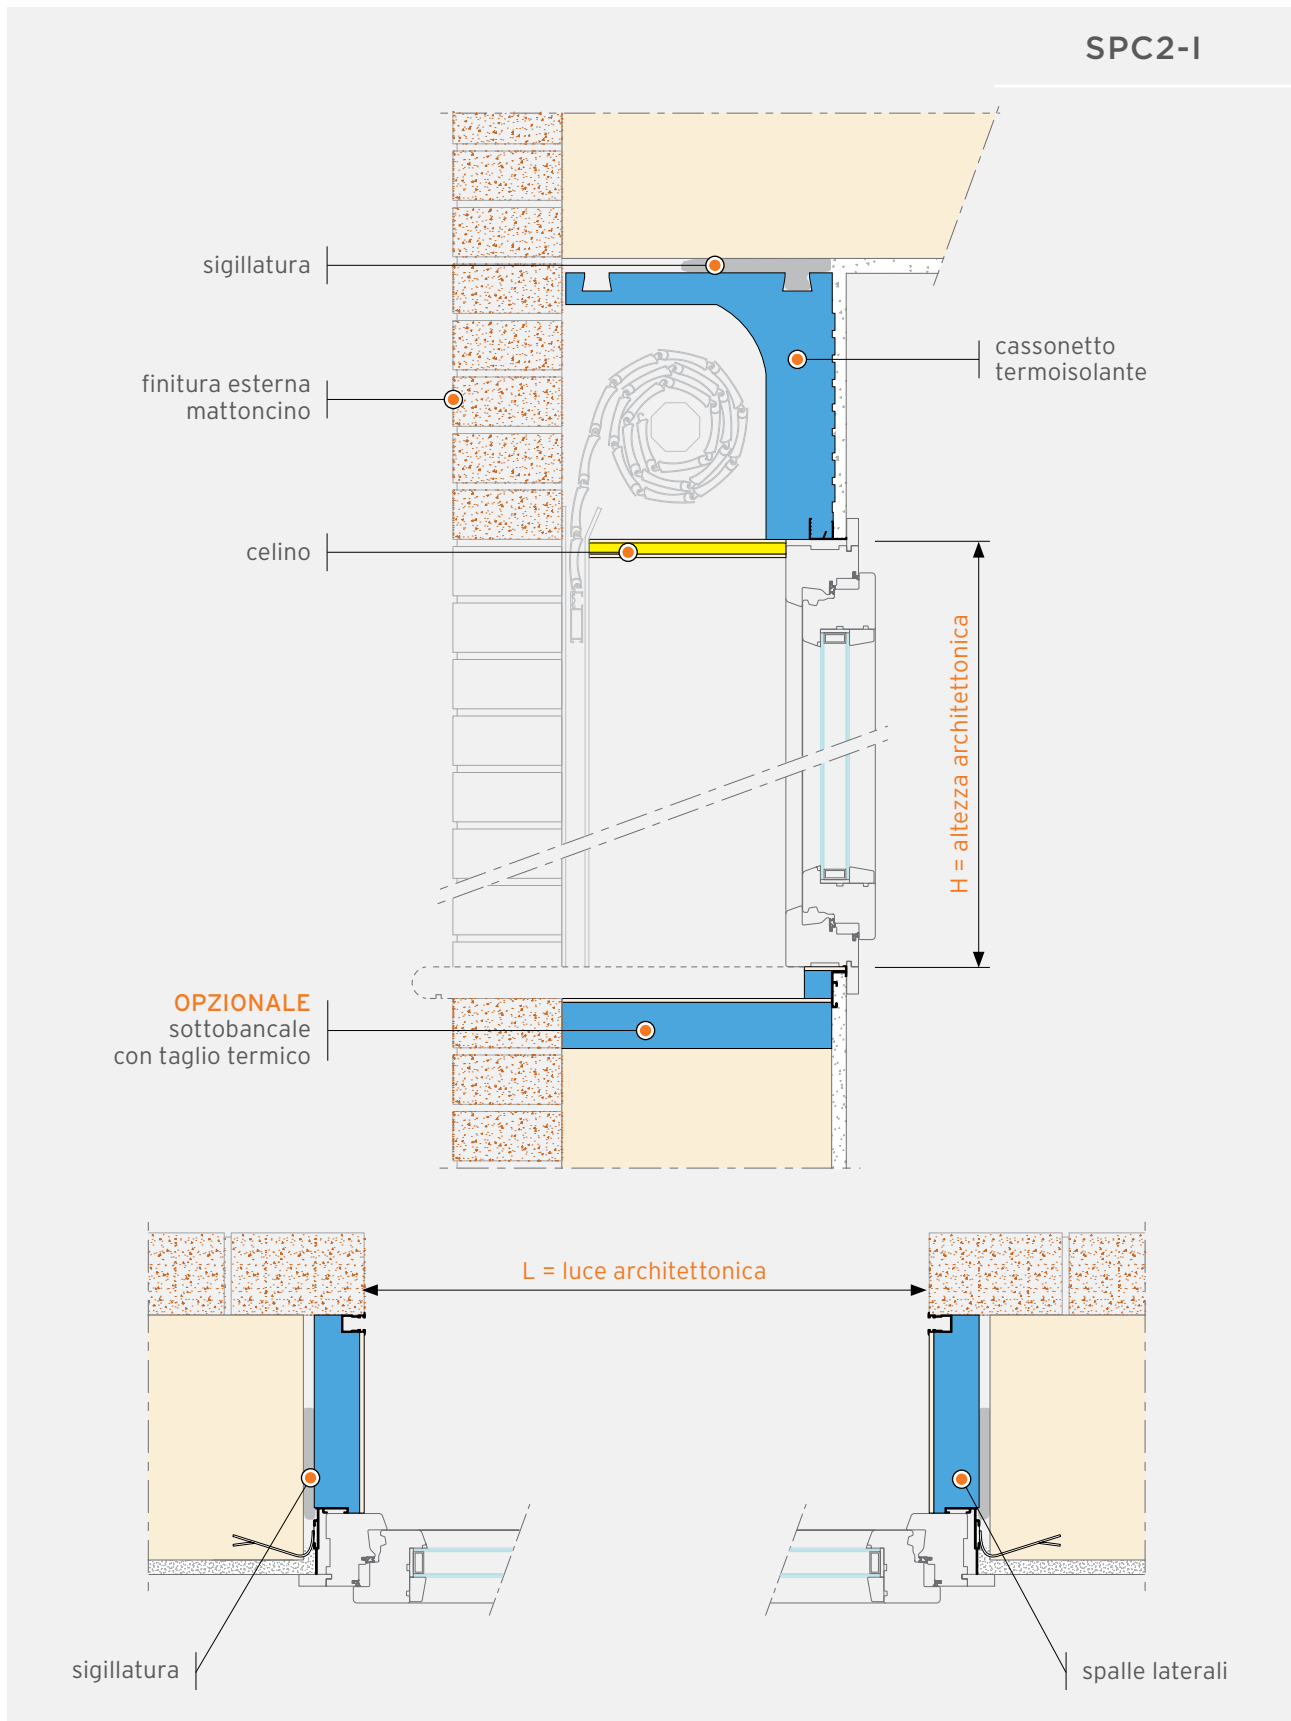 SPC2-I
sigillatura
cassonetto
termoisolante
finitura esterna
mattoncino
celino
H = altezza architettonica
OPZIONALE
sottobancale
con taglio termico
L = luce architettonica
sigillatura
spalle laterali